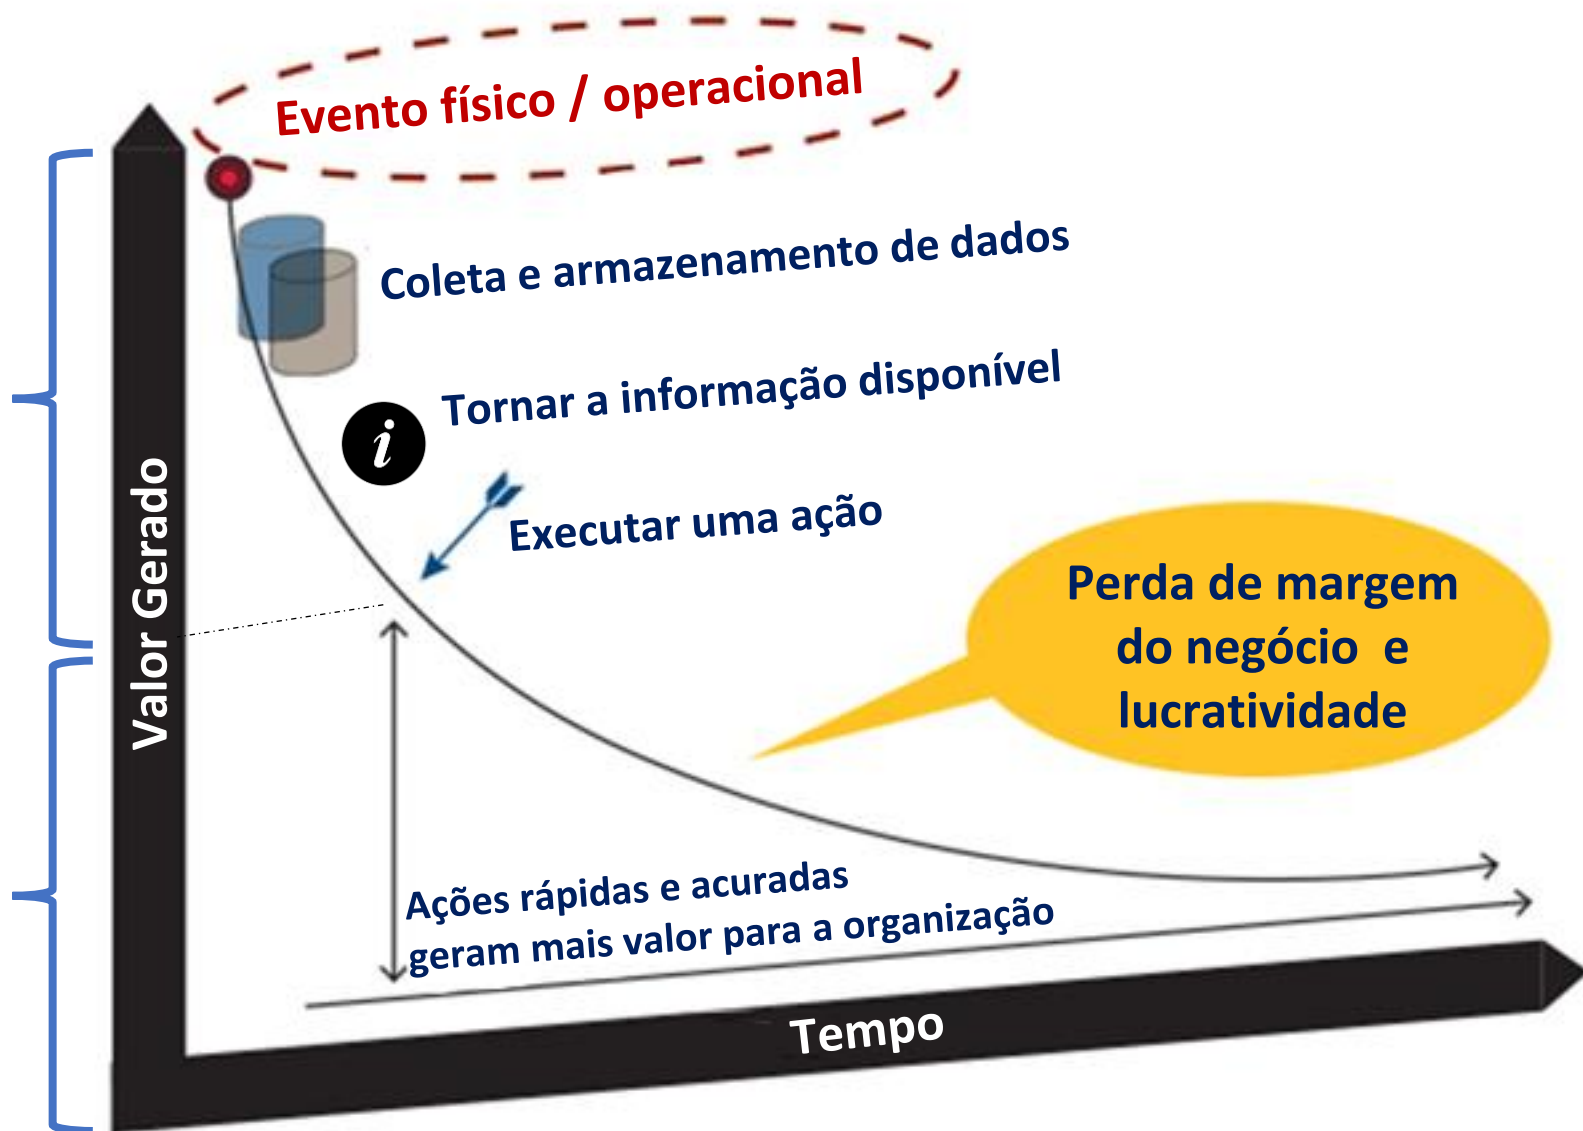 Evento físico / operacional
Coleta e armazenamento de dados
Tornar a informação disponível
i
Executar uma ação
Valor Gerado
Perda de margem
do negócio e
lucratividade
Ações rápidas e acuradas
geram mais valor para a organização
Tempo